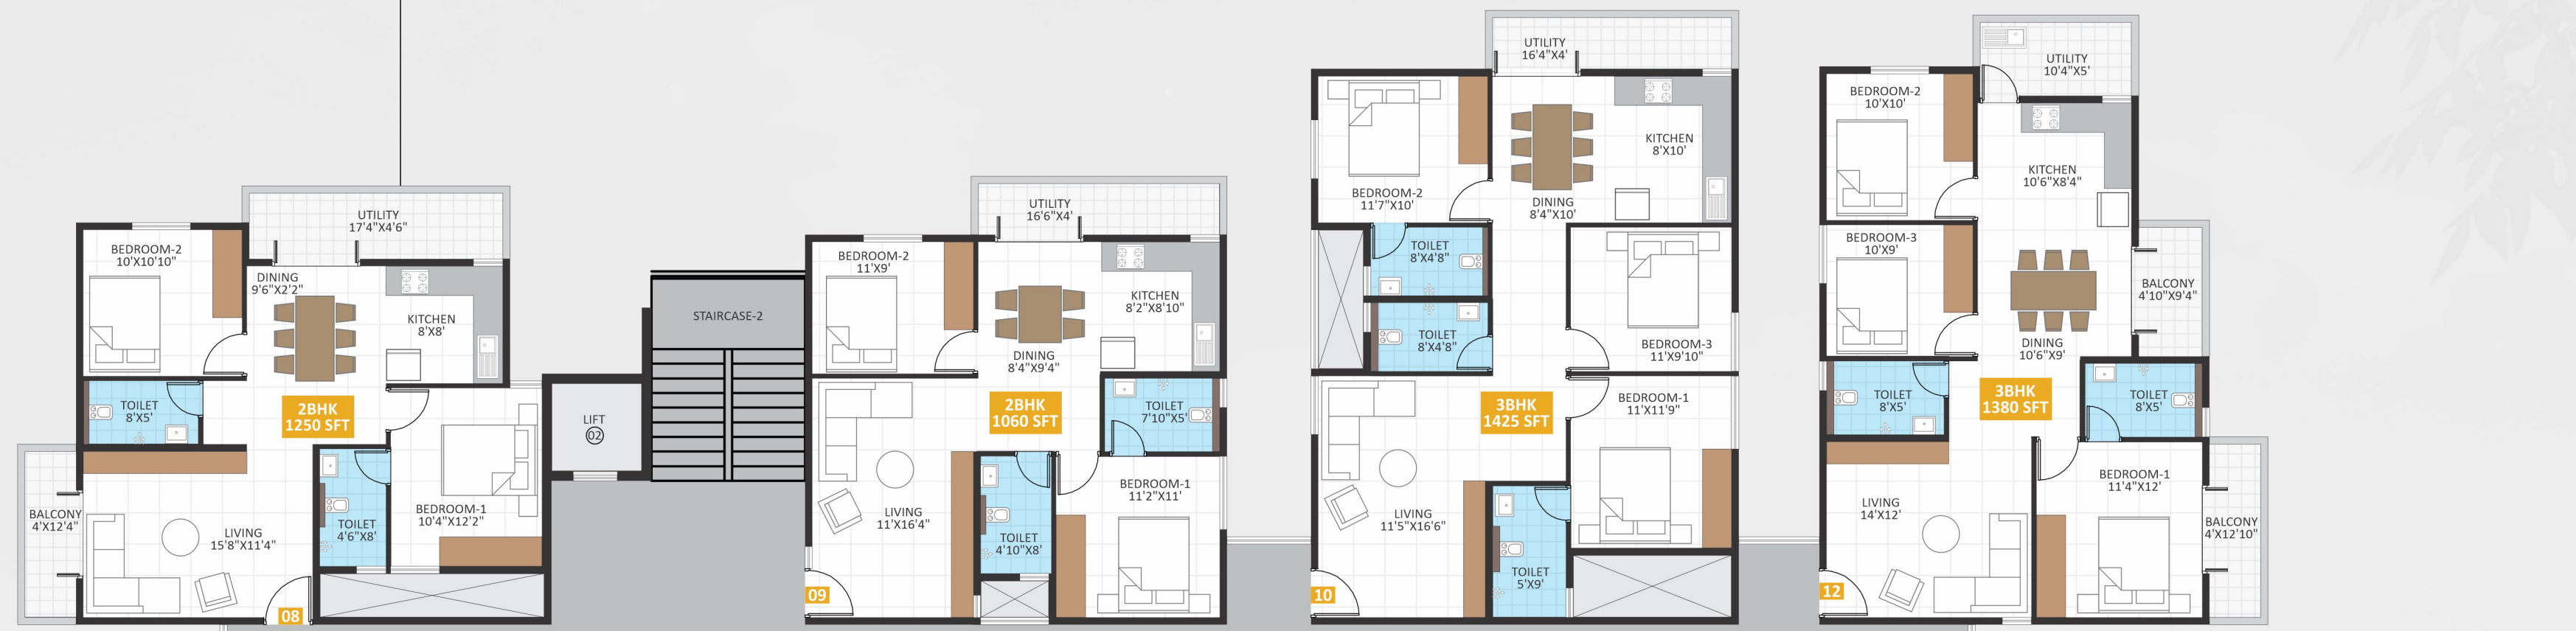 UTILITY
17'4"X4'6"
BEDROOM-2
10'X10'10"
DINING
9'6"X2'2"
KITCHEN
8'X8'
TOILET
8'X5'
2BHK
1250 SFT
BALCONY
4'X12'4"
LIVING
15'8"X11'4"
TOILET
4'6"X8'
BEDROOM-1
10'4"X12'2"
08
LIFT
02
STAIRCASE-2
UTILITY
16'6"X4'
BEDROOM-2
11'X9'
KITCHEN
8'2"X8'10"
DINING
8'4"X9'4"
2BHK
1060 SFT
TOILET
7'10"X5'
LIVING
11'X16'4"
TOILET
4'10"X8'
BEDROOM-1
11'2"X11'
09
UTILITY
16'4"X4'
BEDROOM-2
11'7"X10'
DINING
8'4"X10'
KITCHEN
8'X10'
TOILET
8'X4'8"
TOILET
8'X4'8"
BEDROOM-3
11'X9'10"
3BHK
1425 SFT
BEDROOM-1
11'X11'9"
LIVING
11'5"X16'6"
TOILET
5'X9'
10
UTILITY
10'4"X5'
BEDROOM-2
10'X10'
KITCHEN
10'6"X8'4"
BEDROOM-3
10'X9'
BALCONY
4'10"X9'4"
DINING
10'6"X9'
TOILET
8'X5'
3BHK
1380 SFT
TOILET
8'X5'
LIVING
14'X12'
BEDROOM-1
11'4"X12'
BALCONY
4'X12'10"
12